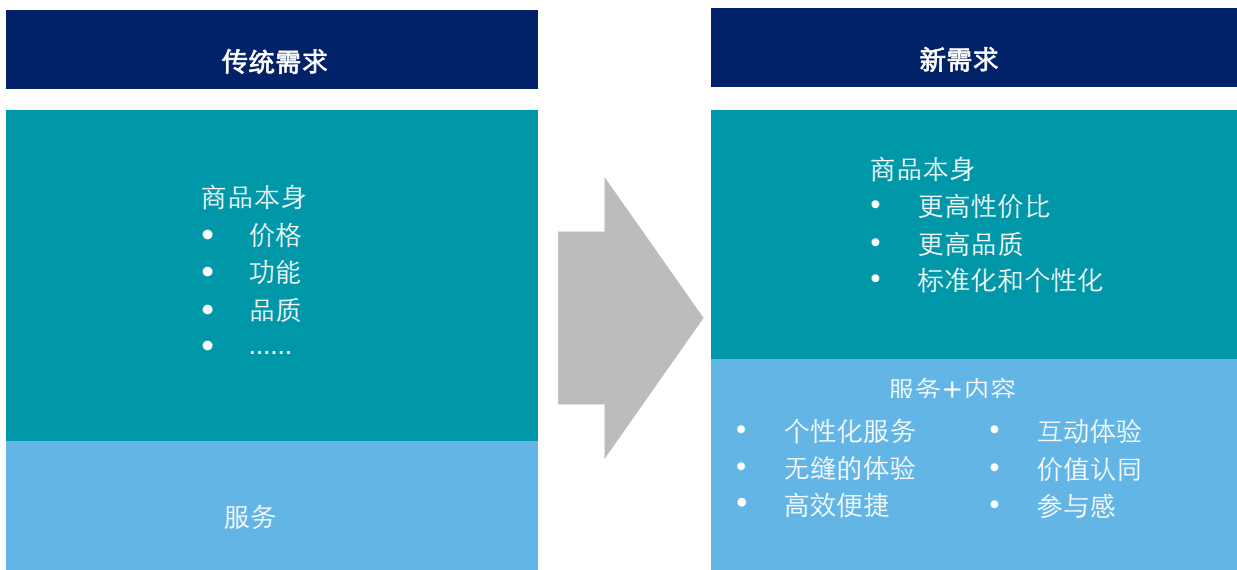 传统需求
商品本身
• 价格
• 功能
• 品质
• ......
服务
新需求
商品本身
• 更高性价比
• 更高品质
• 标准化和个性化
服务+内容
• 个性化服务
• 无缝的体验
• 高效便捷
• 互动体验
• 价值认同
• 参与感